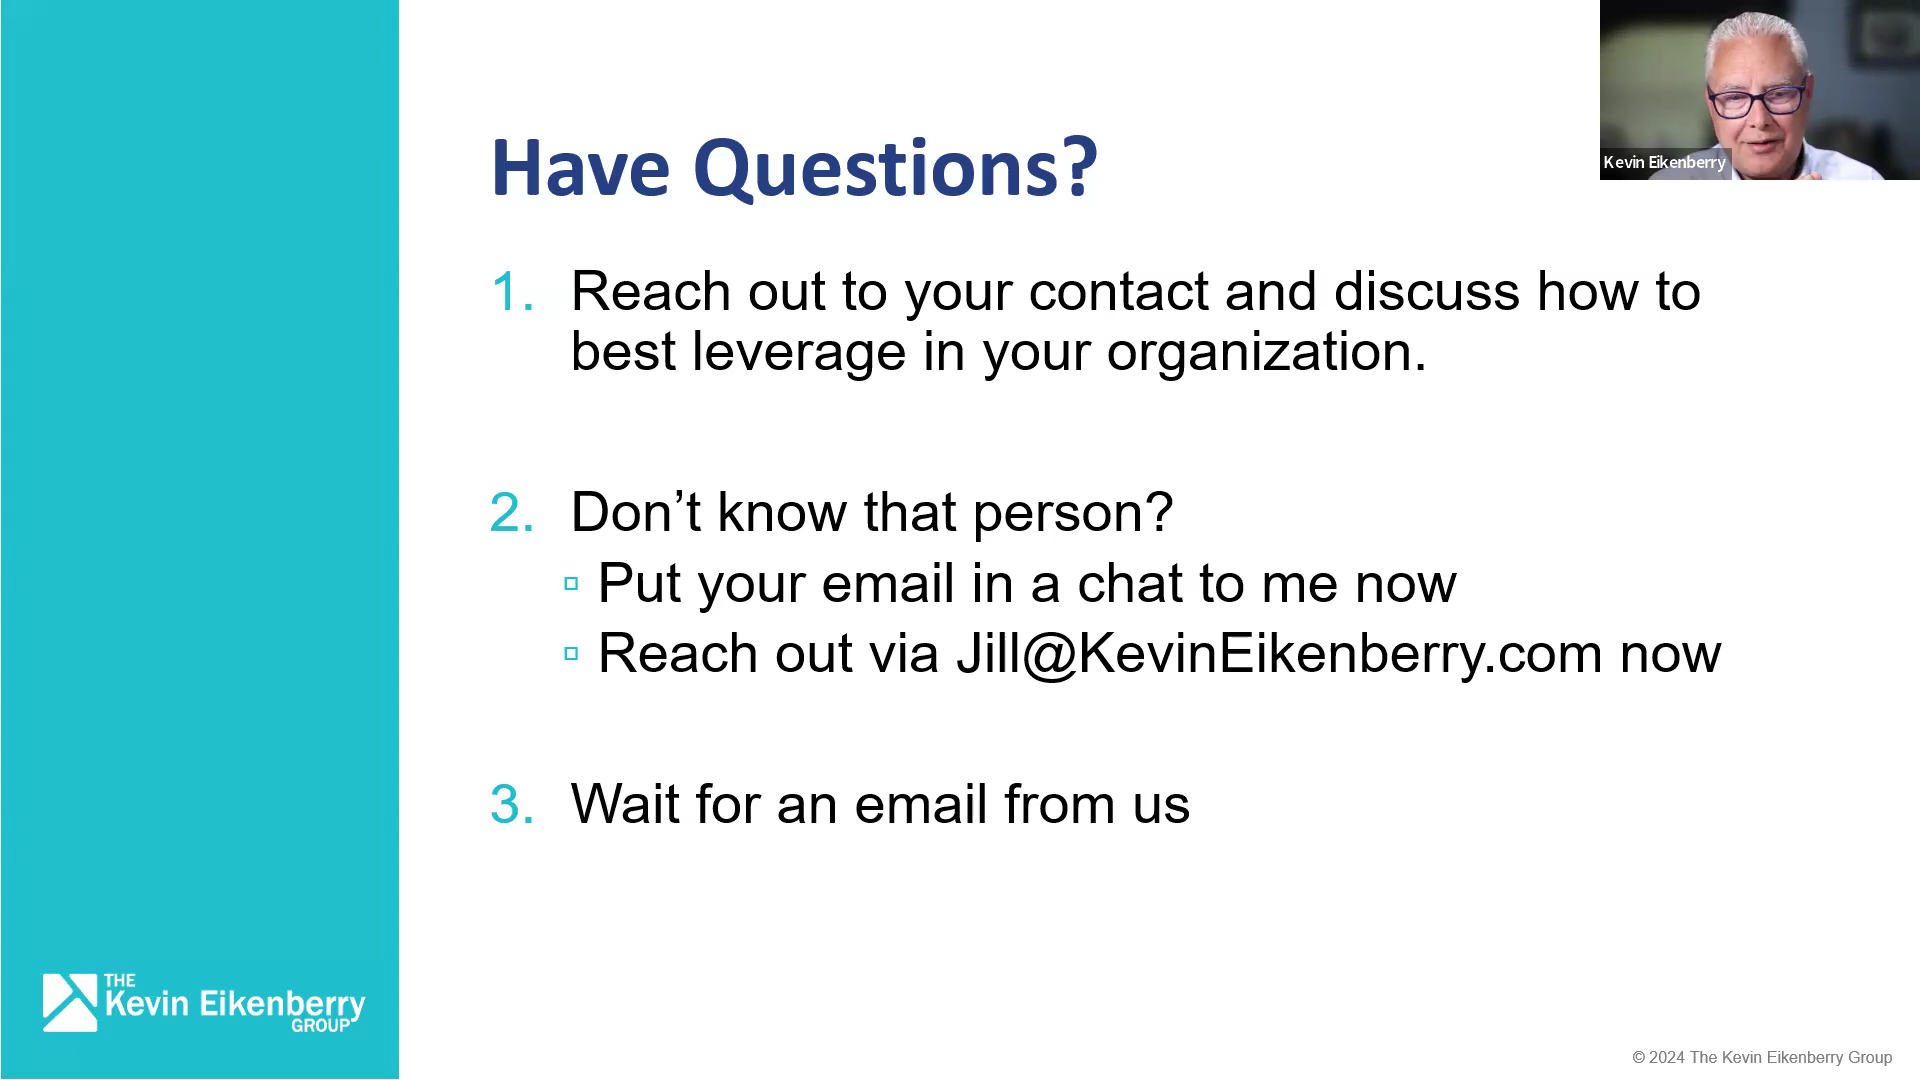 Kevin Eikenberry
Have Questions?
1. Reach out to your contact and discuss how to
best leverage in your organization.
2. Don’t know that person?
▫ Put your email in a chat to me now
▫ Reach out via Jill@KevinEikenberry.com now
3. Wait for an email from us
THE
Kevin Eikenberry
GROUP
© 2024 The Kevin Eikenberry Group